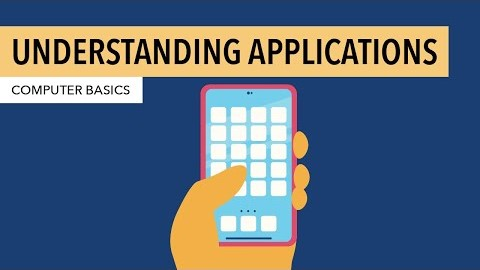 UNDERSTANDING APPLICATIONS
COMPUTER BASICS